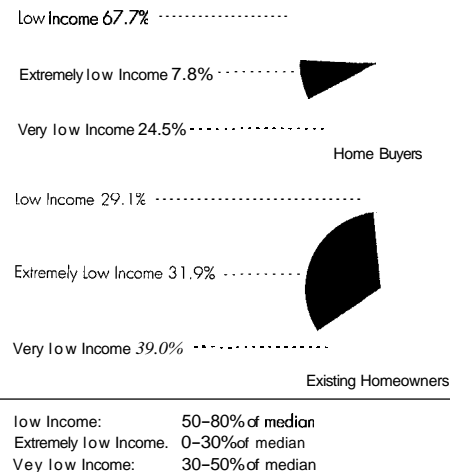 Low Income 67.7%
Extremely low Income 7.8%
Very low Income 24.5%
Home Buyers
Low Income 29.1%
Extremely Low Income 31.9%
Very low Income 39.0%
Existing Homeowners
low Income: 50-80% of median
Extremely low Income. 0-30%of median
Vey low Income: 30-50% of median